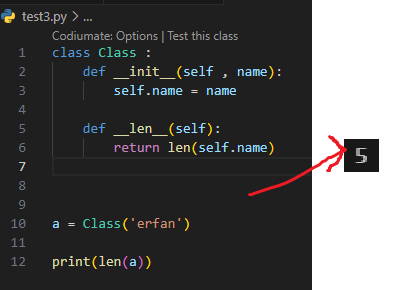 test3.py > ...
Codiumate: Options | Test this class
1 class Class :
2     def __init__(self , name):
3         self.name = name
4
5     def __len__(self):
6         return len(self.name)
7
10 a = Class('erfan')
11
12 print(len(a))
5